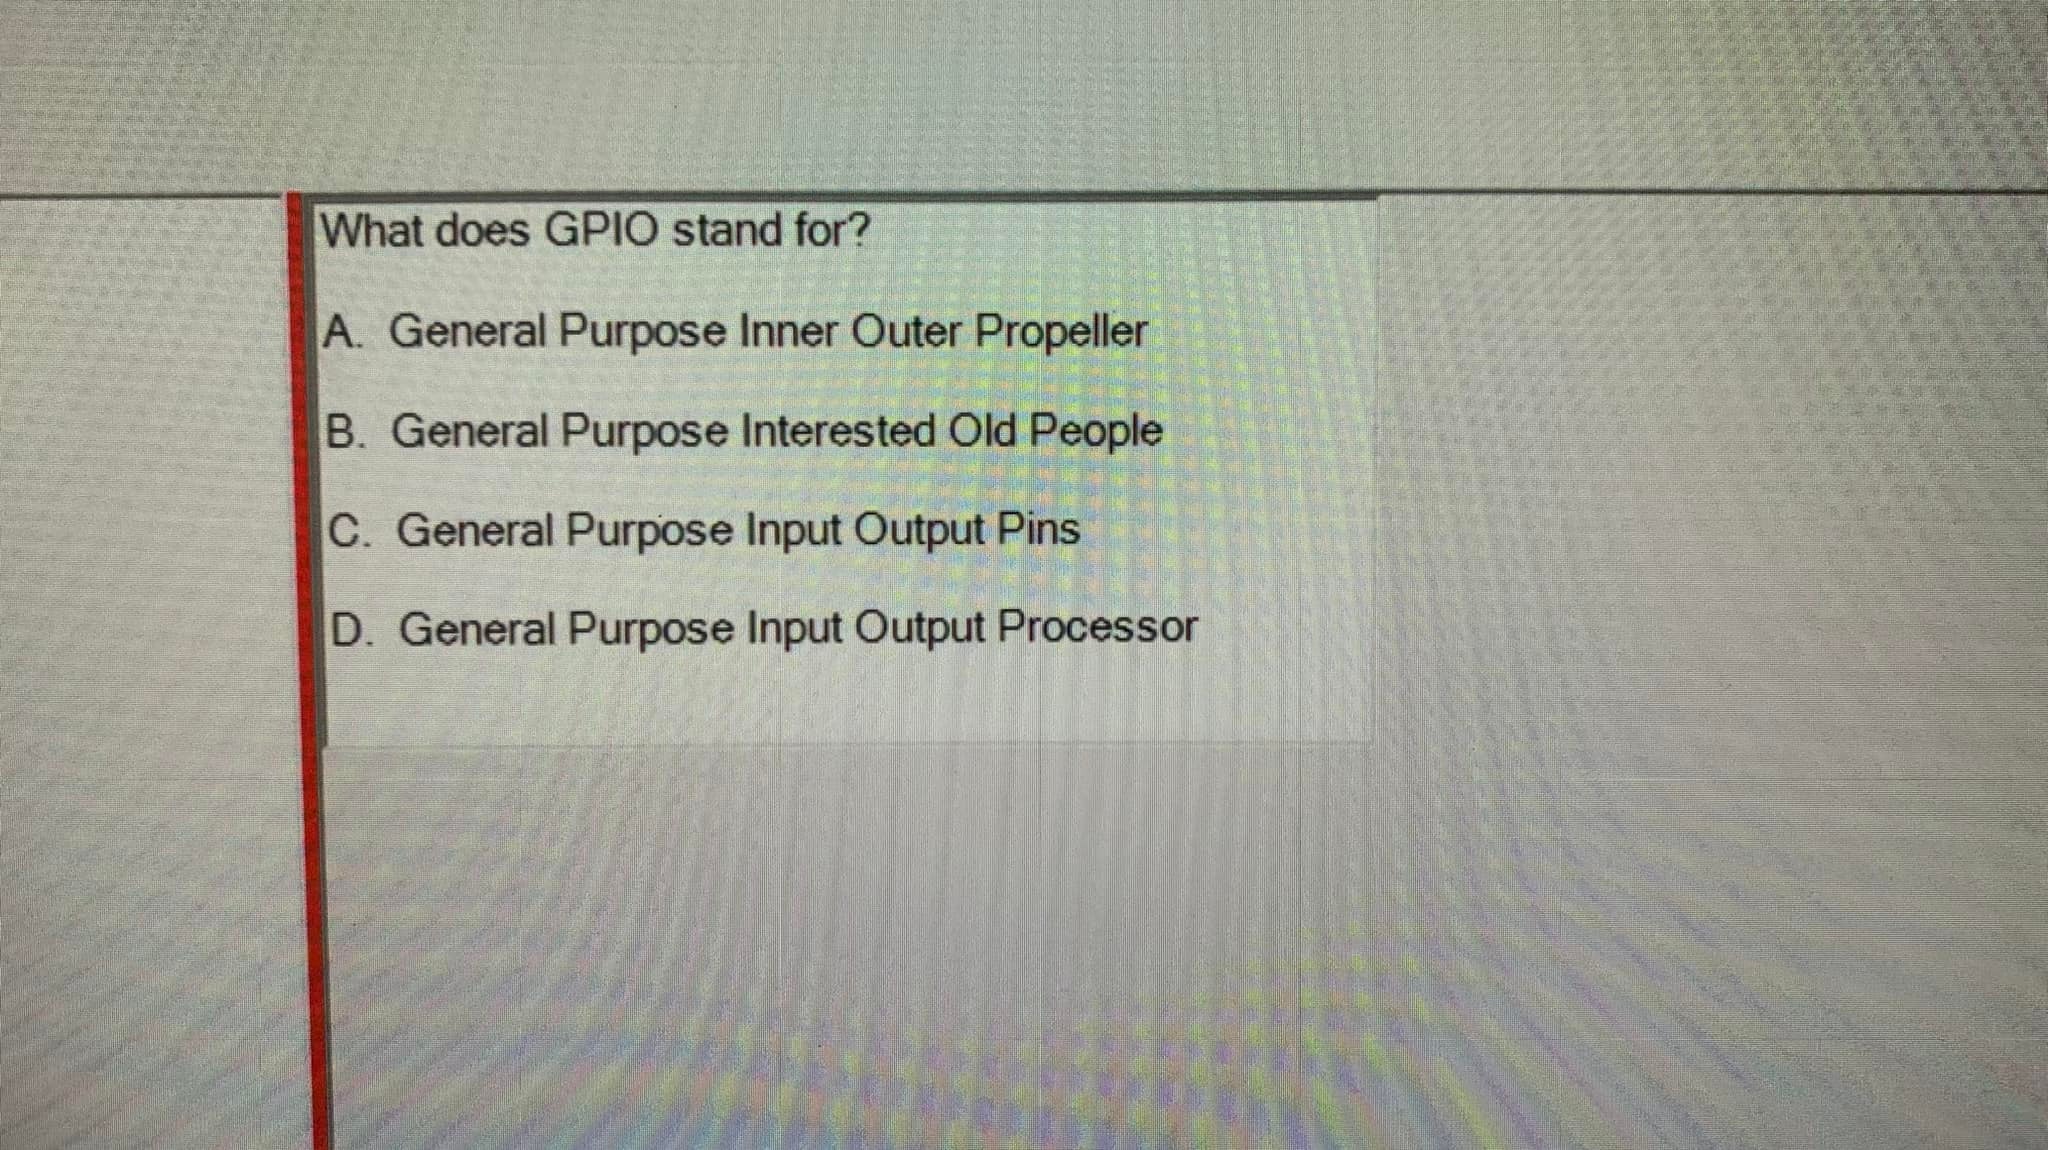 What does GPIO stand for?
A. General Purpose Inner Outer Propeller
B. General Purpose Interested Old People
C. General Purpose Input Output Pins
D. General Purpose Input Output Processor